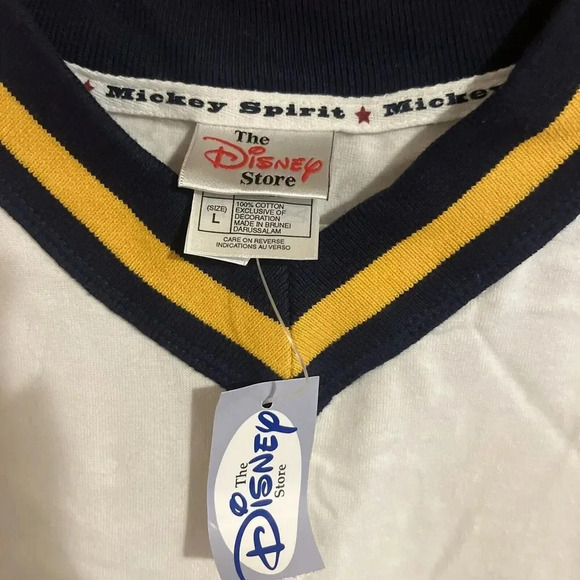 ★ Mickey Spirit ★ Mickey
The
Disney
Store
(SIZE)
L
100% COTTON
EXCLUSIVE OF
DECORATION
MADE IN BRUNEI
DARUSSALAM
CARE ON REVERSE
INDICATIONS AU VERSO
The
Disney
Store